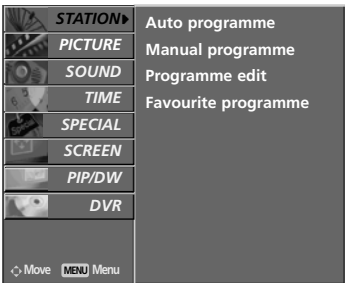 STATION
PICTURE
SOUND
TIME
SPECIAL
SCREEN
PIP/DW
DVR
Move MENU Menu
Auto programme
Manual programme
Programme edit
Favourite programme